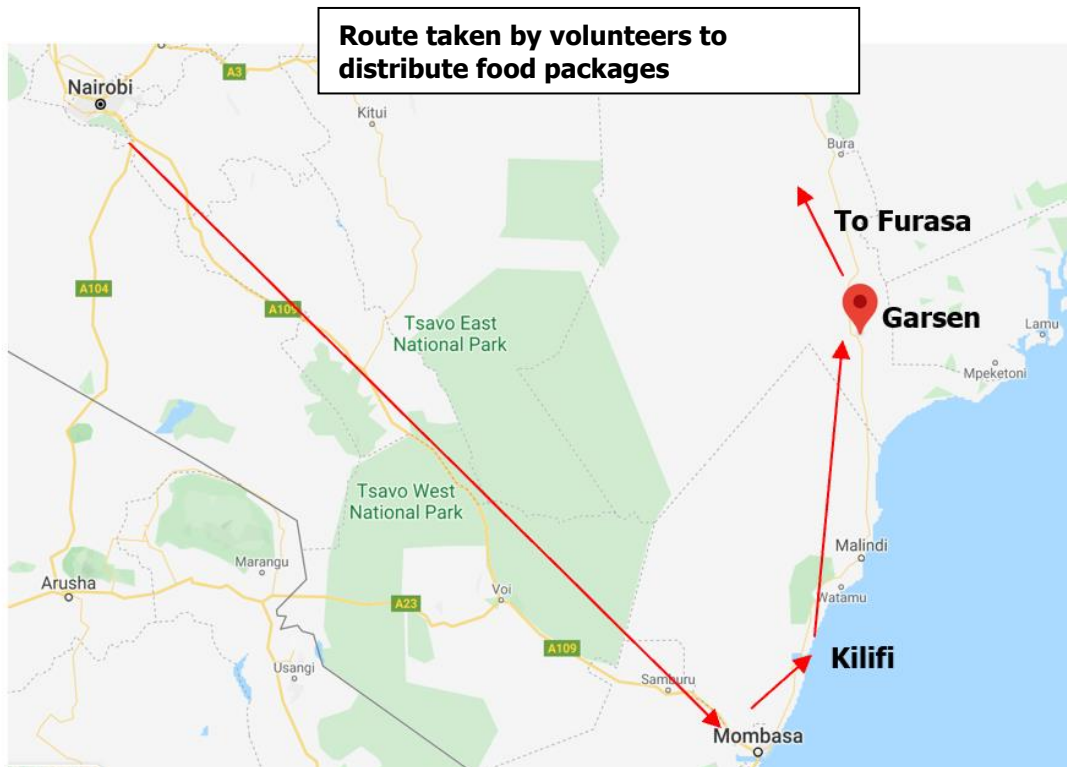 Route taken by volunteers to
distribute food packages
A3
Nairobi
Kitui
Bura
To Furasa
A104
A109
Garsen
Tsavo East
National Park
Lamu
Mpeketoni
Tsavo West
National Park
Malindi
Marangu
Arusha
Voi
Watamu
A23
A109
Kilifi
Usangi
Samburu
Mombasa